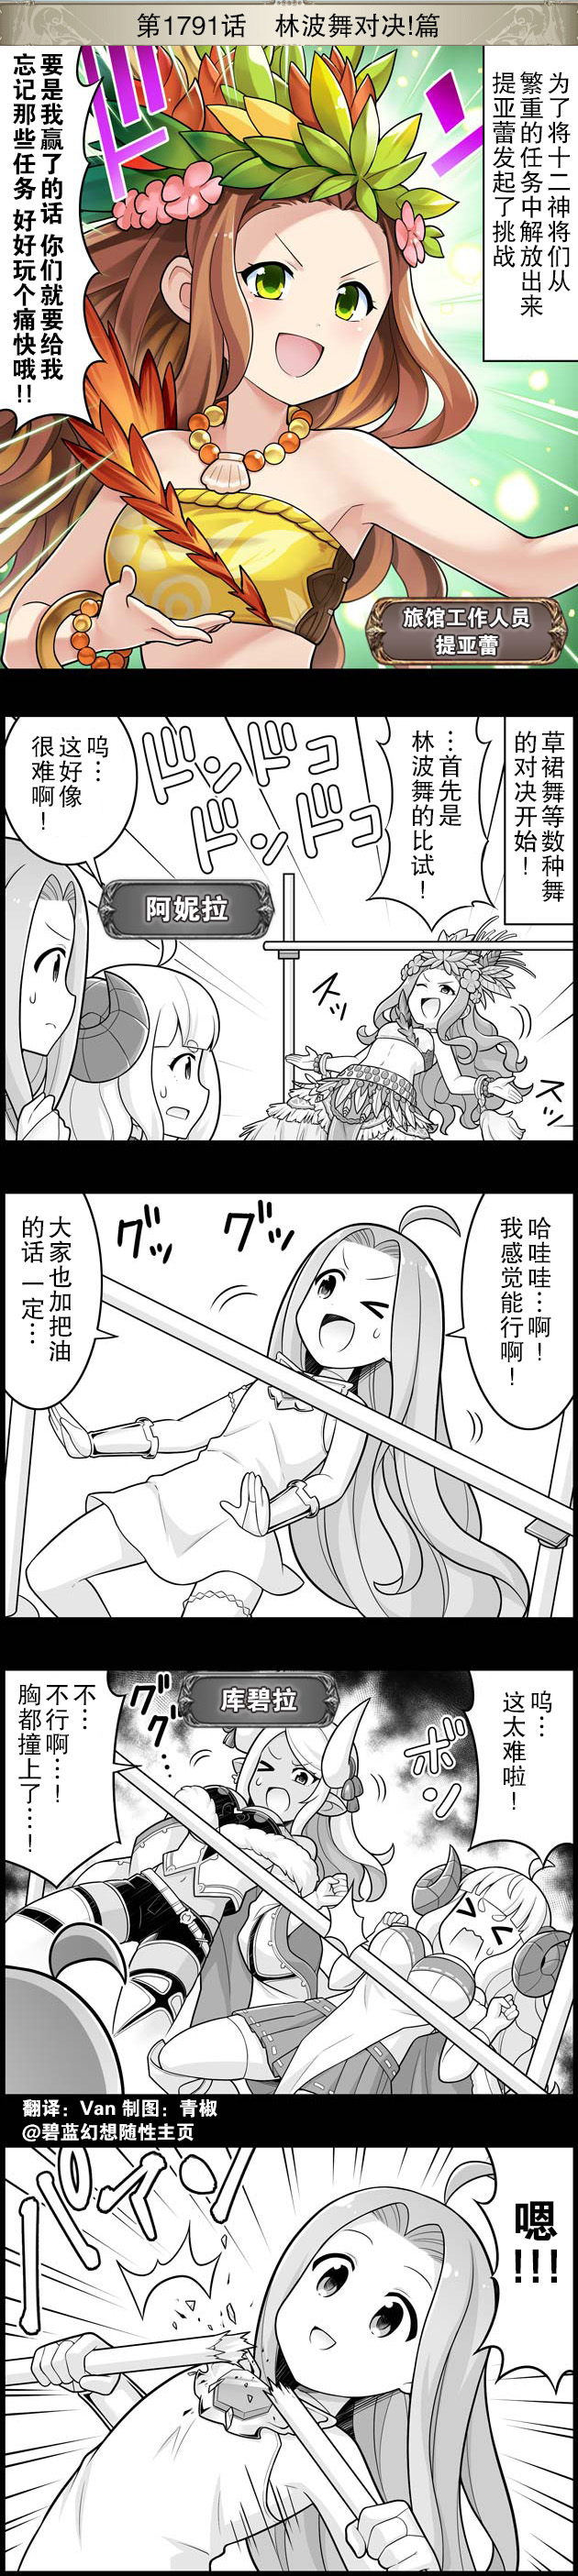 第1791话　林波舞对决!篇
为了将十二神将们从
繁重的任务中解放出来
提亚蕾发起了挑战
ドン
ド
要是我赢了的话 你们就要给我
忘记那些任务 好好玩个痛快哦!!
旅馆工作人员
提亚蕾
草裙舞等数种舞
的对决开始！
…首先是
林波舞的比试！
ドンドコ
ドンドコ
呜…
这好像
很难啊！
阿妮拉
スッ
スッ
哈哇哇…啊！
我感觉能行啊！
グッ
グッ
大家也加把油
的话 一定…
呜…
这太难啦！
ボン
库碧拉
ググ…
不…
不行啊…！
胸都撞上了…！
翻译：Van 制图：青椒
@碧蓝幻想随性主页
嗯!!!